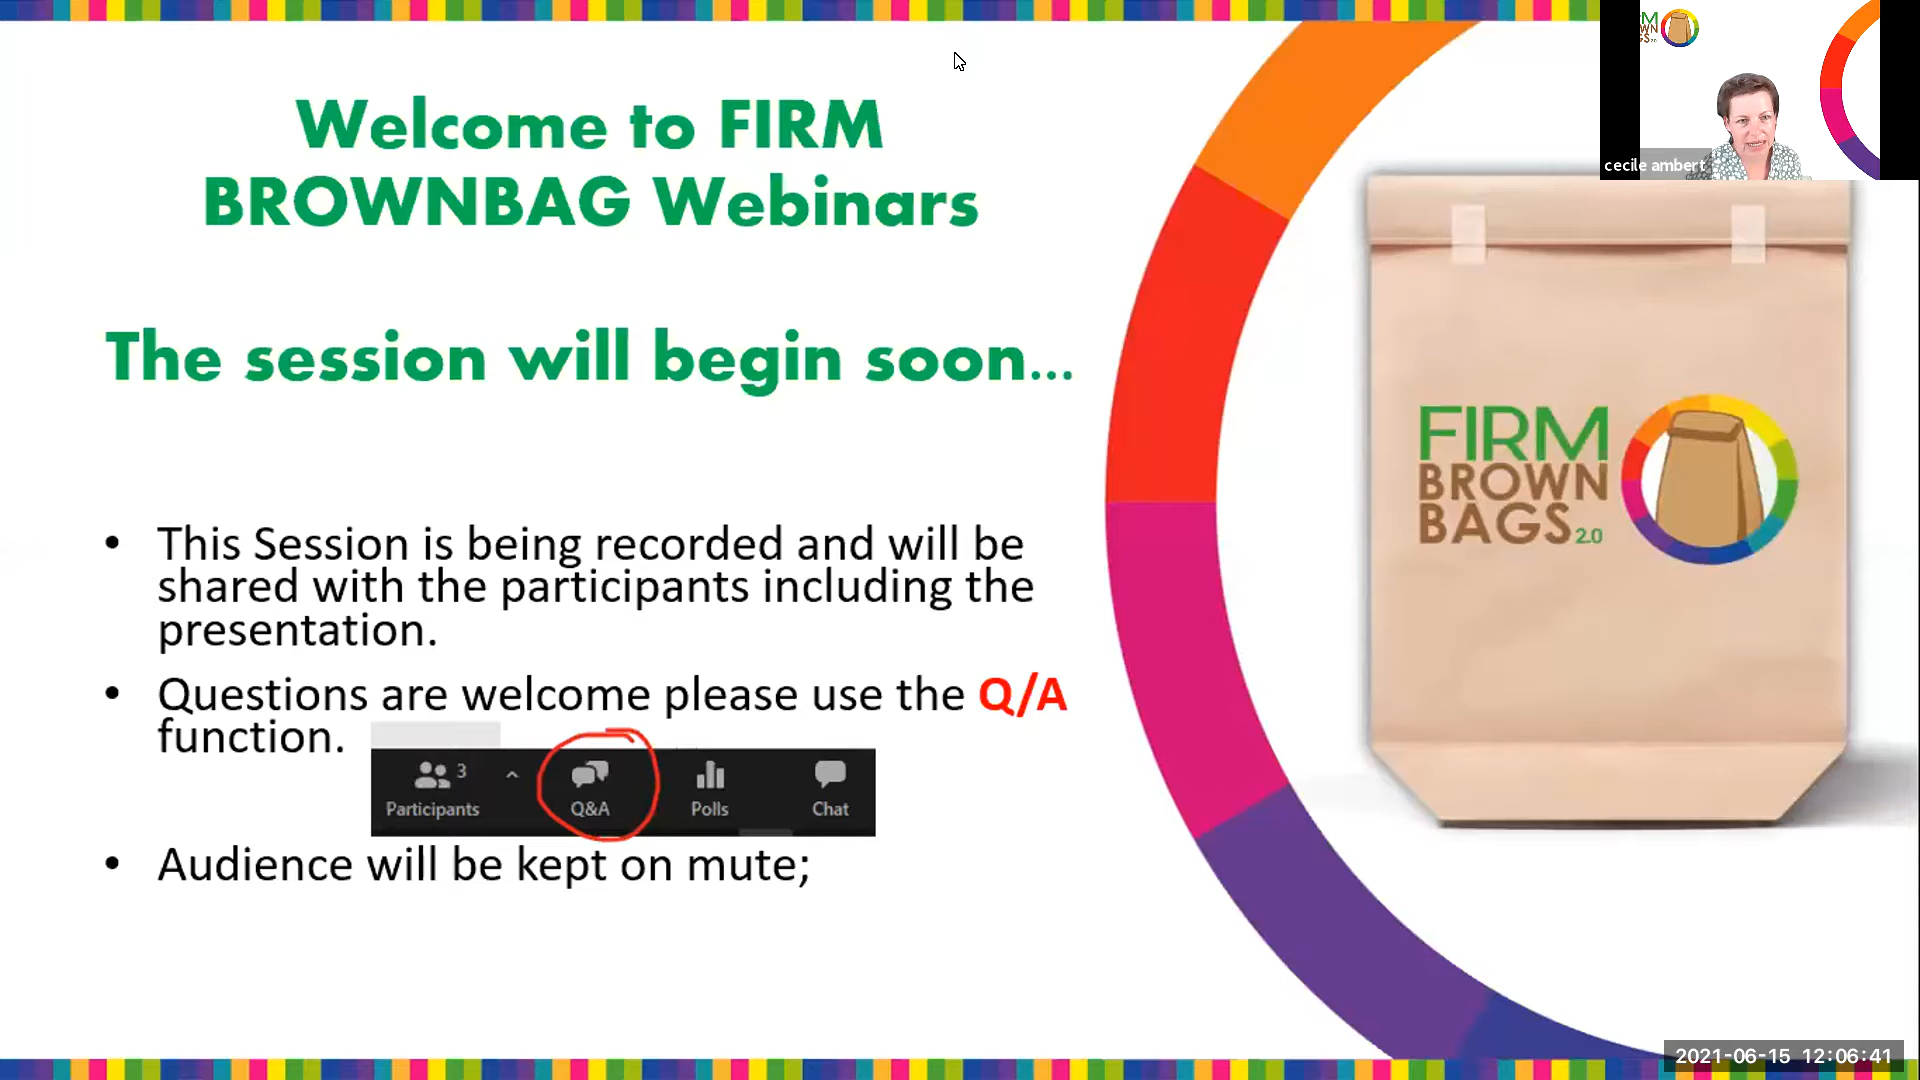 Welcome to FIRM
BROWNBAG Webinars
The session will begin soon...
• This Session is being recorded and will be
shared with the participants including the
presentation.
• Questions are welcome please use the Q/A
function.
3
Participants
Q&A
Polls
Chat
• Audience will be kept on mute;
cecile ambert
FIRM
BROWN
BAGS 2.0
2021-06-15 12:06:41